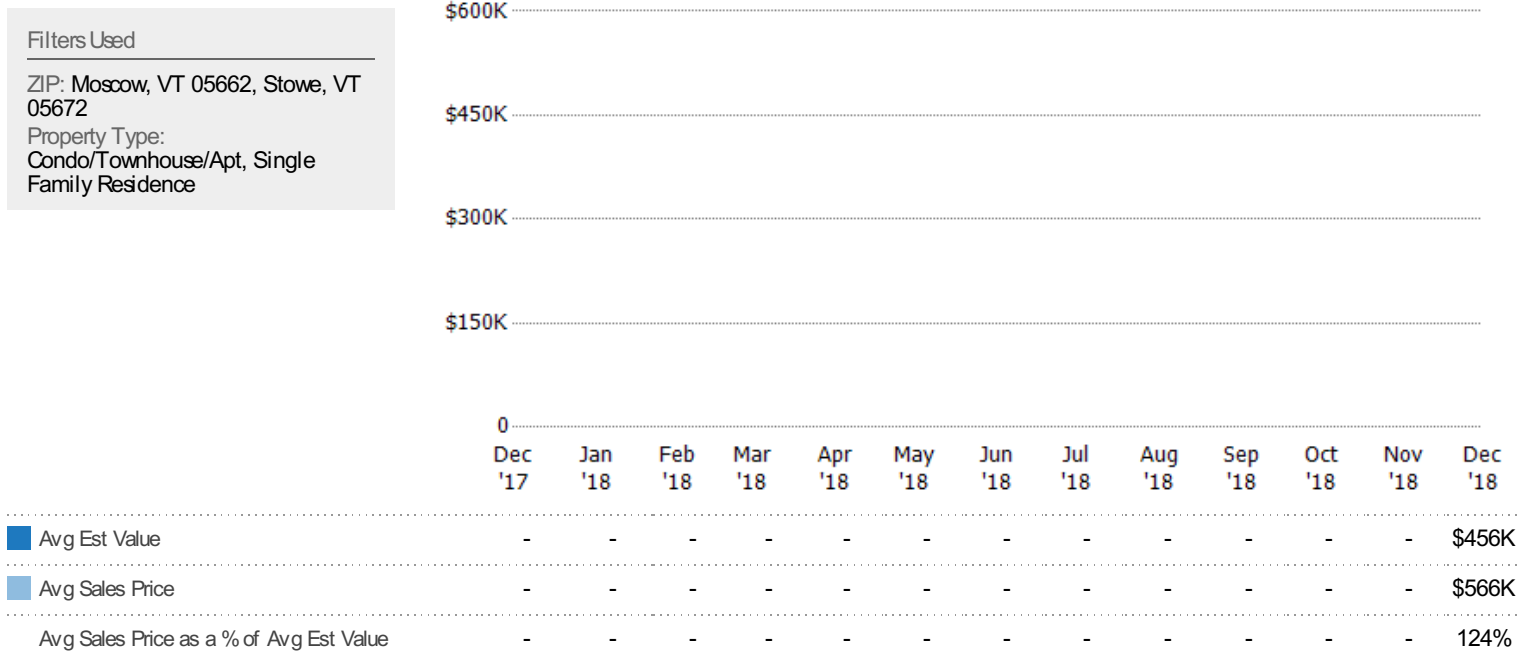 Filters Used
ZIP: Moscow, VT 05662, Stowe, VT
05672
Property Type:
Condo/Townhouse/Apt, Single
Family Residence
$600K
$450K
$300K
$150K
0
Dec Jan Feb Mar Apr May Jun Jul Aug Sep Oct Nov Dec
'17 '18 '18 '18 '18 '18 '18 '18 '18 '18 '18 '18 '18
Avg Est Value - - - - - - - - - - - - $456K
Avg Sales Price - - - - - - - - - - - - $566K
Avg Sales Price as a % of Avg Est Value - - - - - - - - - - - - 124%